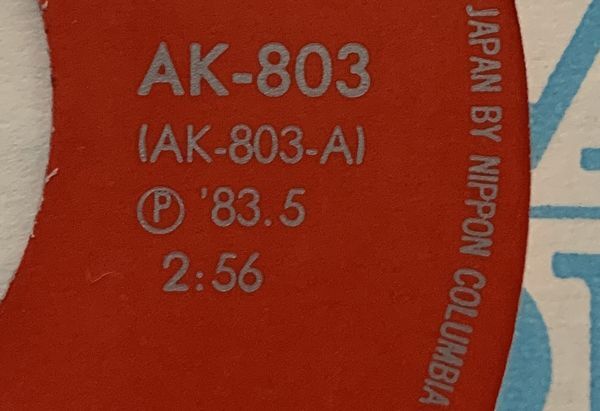 AK-803
(AK-803-A)
Ⓟ '83.5
2:56
JAPAN BY NIPPON COLUMBIA